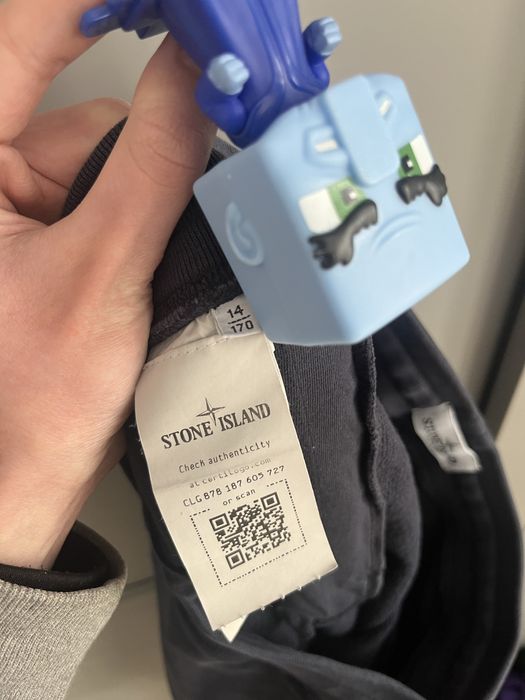 14
170
STONE ISLAND
Check authenticity
at certilogo.com
CLG 878 187 605 727
or scan